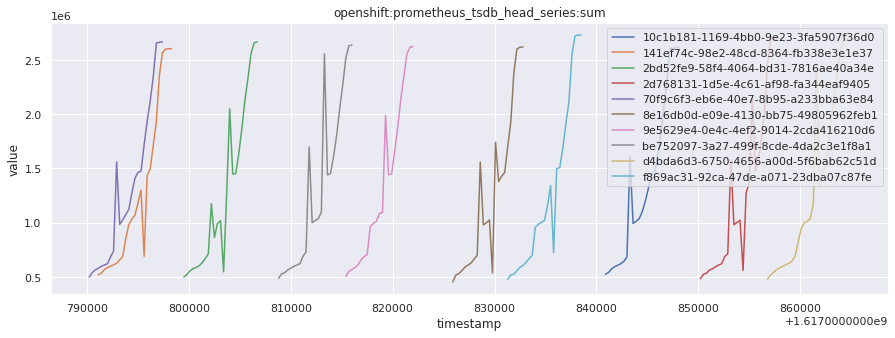 openshift:prometheus_tsdb_head_series:sum
1e6
10c1b181-1169-4bb0-9e23-3fa5907f36d0
141ef74c-98e2-48cd-8364-fb338e3e1e37
2bd52fe9-58f4-4064-bd31-7816ae40a34e
2d768131-1d5e-4c61-af98-fa344eaf9405
70f9c6f3-eb6e-40e7-8b95-a233bba63e84
8e16db0d-e09e-4130-bb75-49805962feb1
9e5629e4-0e4c-4ef2-9014-2cda416210d6
be752097-3a27-499f-8cde-4da2c3e1f8a1
d4bda6d3-6750-4656-a00d-5f6bab62c51d
f869ac31-92ca-47de-a071-23dba07c87fe
2.5
2.0
1.5
1.0
0.5
value
790000 800000 810000 820000 830000 840000 850000 860000
+1.6170000000e9
timestamp